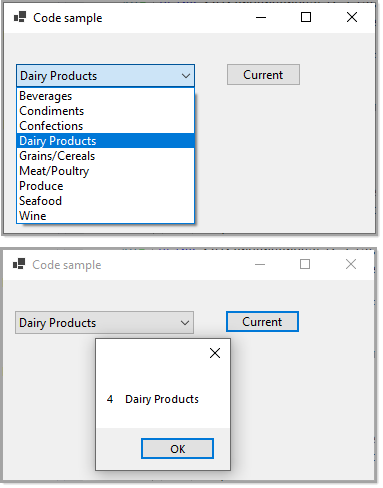 Code sample
Dairy Products
Current
Beverages
Condiments
Confections
Dairy Products
Grains/Cereals
Meat/Poultry
Produce
Seafood
Wine
Code sample
Dairy Products
Current
4 Dairy Products
OK